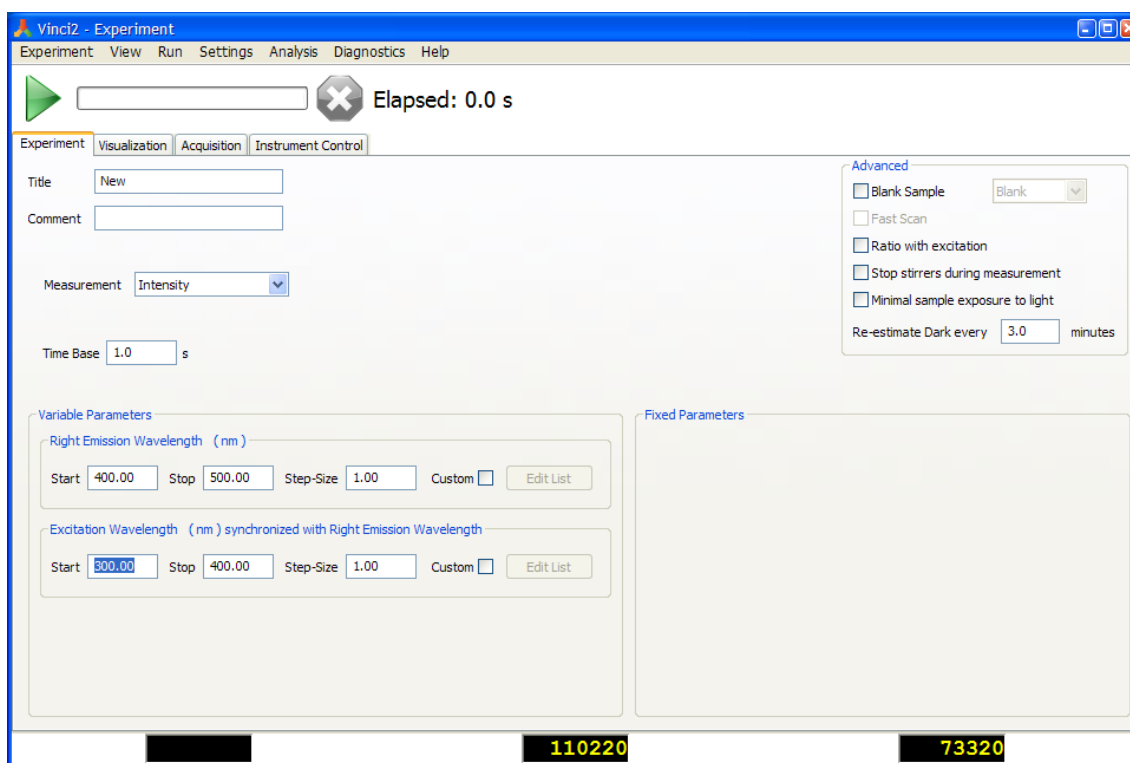 Vinci2 - Experiment
Experiment View Run Settings Analysis Diagnostics Help
Elapsed: 0.0 s
Experiment Visualization Acquisition Instrument Control
Title New
Comment
Measurement Intensity
Time Base 1.0 s
Advanced
Blank Sample Blank
Fast Scan
Ratio with excitation
Stop stirrers during measurement
Minimal sample exposure to light
Re-estimate Dark every 3.0 minutes
Variable Parameters
Right Emission Wavelength ( nm )
Start 400.00 Stop 500.00 Step-Size 1.00 Custom Edit List
Excitation Wavelength ( nm ) synchronized with Right Emission Wavelength
Start 300.00 Stop 400.00 Step-Size 1.00 Custom Edit List
Fixed Parameters
110220 73320